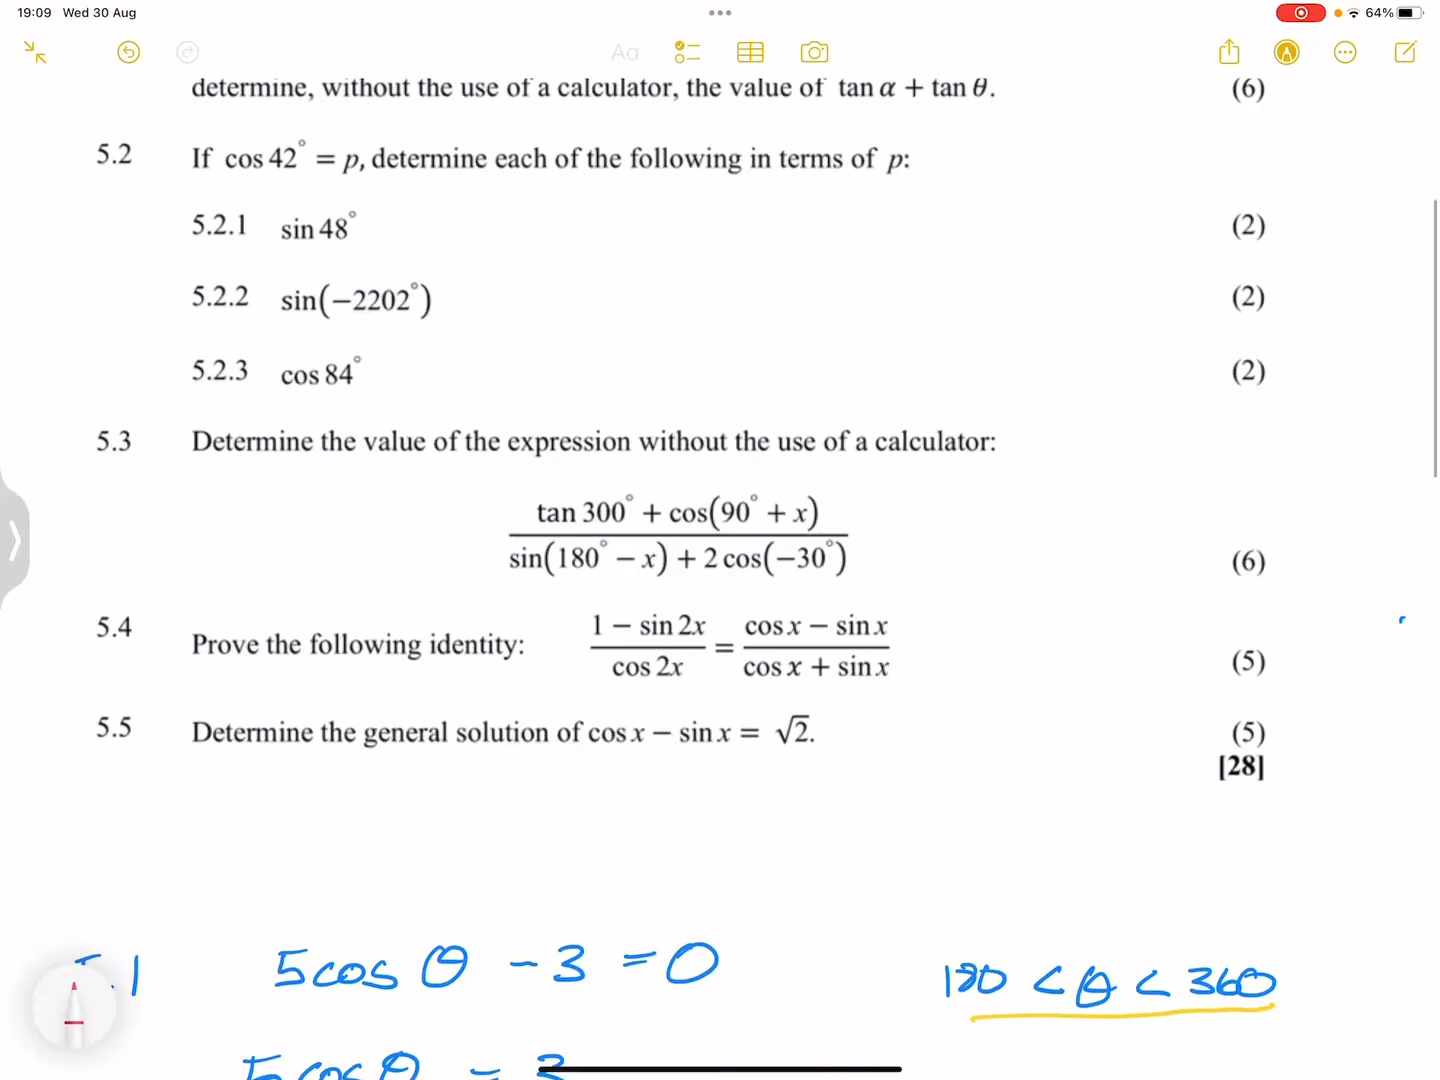 19:09 Wed 30 Aug
64%
Aa
determine, without the use of a calculator, the value of tan α + tan θ. (6)
5.2 If cos 42° = p, determine each of the following in terms of p:
5.2.1 sin 48° (2)
5.2.2 sin(−2202°) (2)
5.2.3 cos 84° (2)
5.3 Determine the value of the expression without the use of a calculator:
tan 300° + cos(90° + x)
sin(180° − x) + 2 cos(−30°)
(6)
5.4 Prove the following identity: (1 − sin 2x)/(cos 2x) = (cos x − sin x)/(cos x + sin x) (5)
5.5 Determine the general solution of cos x − sin x = √2. (5)
[28]
5.1 5cos θ − 3 = 0 180 < θ < 360
5cos θ = 3